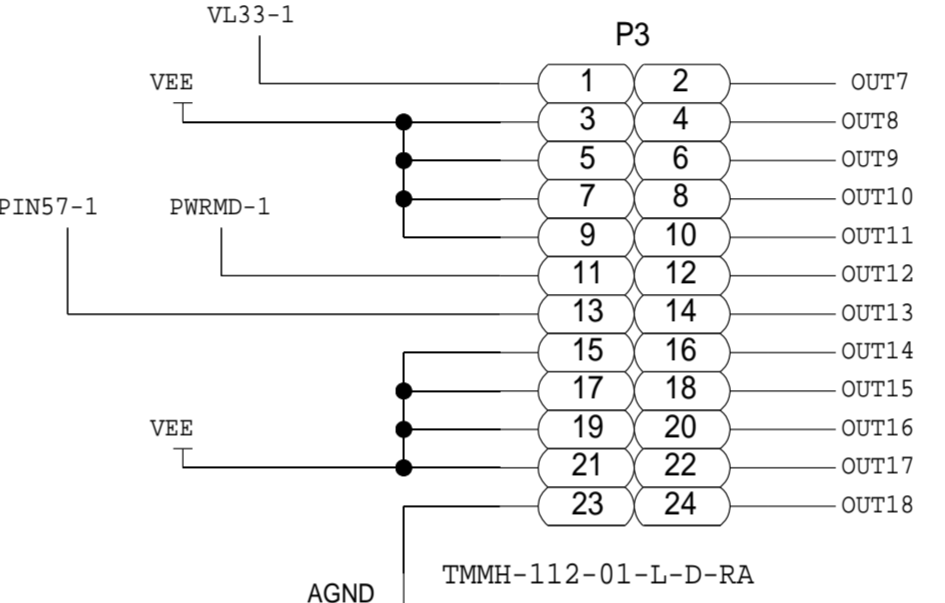 VL33-1
P3
VEE
1 2 OUT7
3 4 OUT8
5 6 OUT9
PIN57-1 PWRMD-1
7 8 OUT10
9 10 OUT11
11 12 OUT12
13 14 OUT13
15 16 OUT14
17 18 OUT15
VEE
19 20 OUT16
21 22 OUT17
23 24 OUT18
TMMH-112-01-L-D-RA
AGND